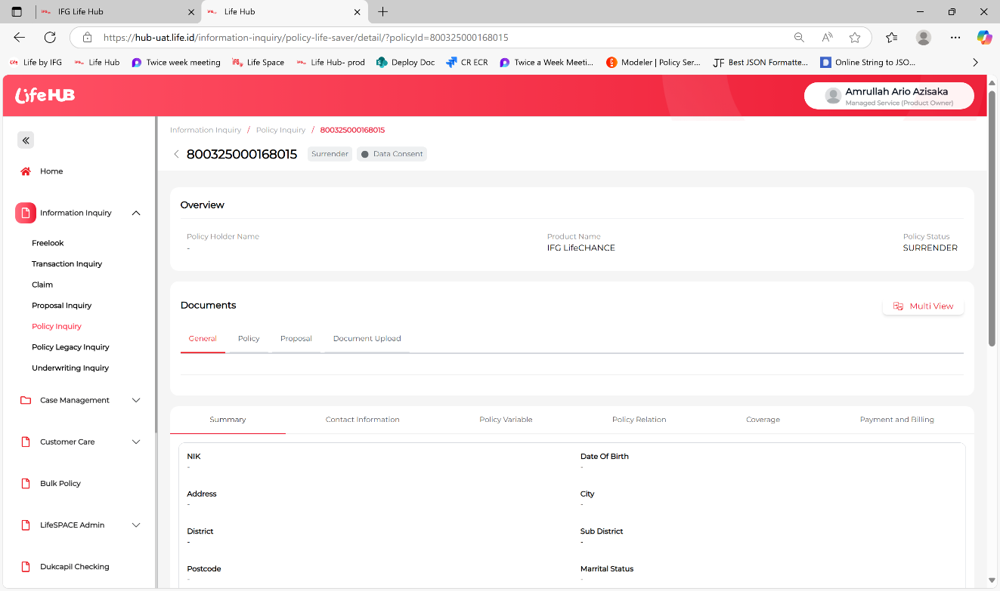 IFG Life Hub
Life Hub
https://hub-uat.life.id/information-inquiry/policy-life-saver/detail/?policyId=800325000168015
Life by IFG
Life Hub
Twice week meeting
Life Space
Life Hub- prod
Deploy Doc
CR ECR
Twice a Week Meeti...
Modeler | Policy Ser...
Best JSON Formatte...
Online String to JSO...
LifeHUB
Amrullah Ario Azisaka
Managed Service (Product Owner)
Information Inquiry / Policy Inquiry / 800325000168015
800325000168015 Surrender Data Consent
Home
Information Inquiry
Freelook
Transaction Inquiry
Claim
Proposal Inquiry
Policy Inquiry
Policy Legacy Inquiry
Underwriting Inquiry
Case Management
Customer Care
Bulk Policy
LifeSPACE Admin
Dukcapil Checking
Overview
Policy Holder Name
-
Product Name
IFG LifeCHANCE
Policy Status
SURRENDER
Documents
Multi View
General Policy Proposal Document Upload
Summary Contact Information Policy Variable Policy Relation Coverage Payment and Billing
NIK
-
Date Of Birth
-
Address
-
City
-
District
-
Sub District
-
Postcode
-
Marrital Status
-